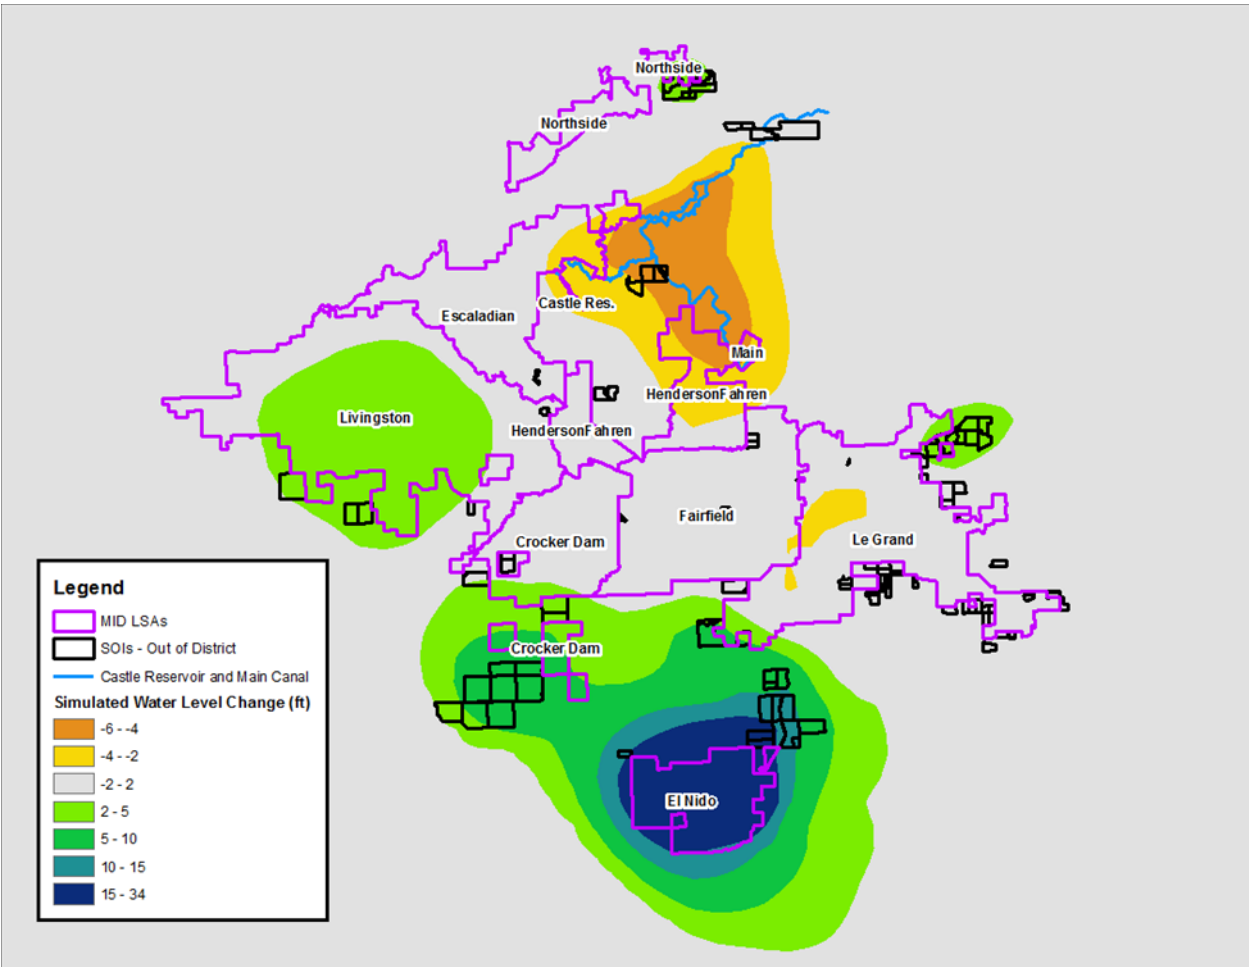 Northside
Northside
Castle Res.
Escaladian
Main
HendersonFahren
Livingston
HendersonFahren
Fairfield
Crocker Dam
Le Grand
Crocker Dam
El Nido
Legend
MID LSAs
SOIs - Out of District
Castle Reservoir and Main Canal
Simulated Water Level Change (ft)
-6 - -4
-4 - -2
-2 - 2
2 - 5
5 - 10
10 - 15
15 - 34